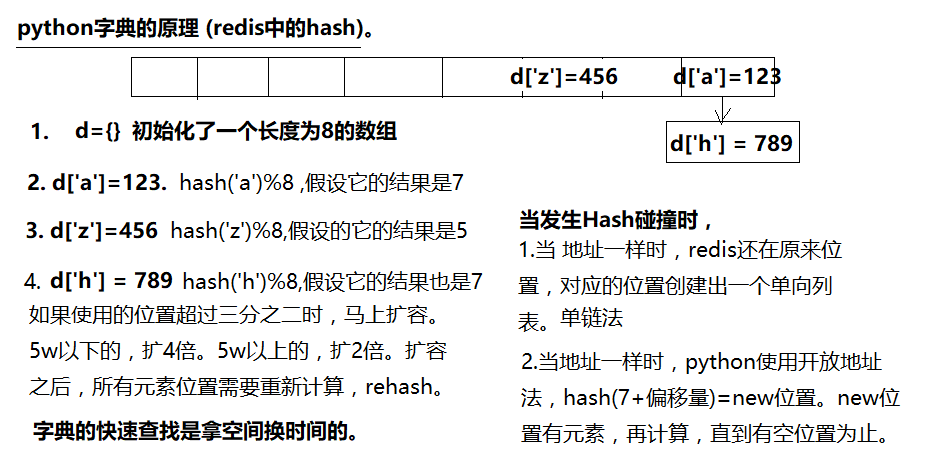 python字典的原理 (redis中的hash)。
d['z']=456
d['a']=123
d['h'] = 789
1. d={} 初始化了一个长度为8的数组
2. d['a']=123. hash('a')%8 ,假设它的结果是7
3. d['z']=456 hash('z')%8,假设的它的结果是5
4. d['h'] = 789 hash('h')%8,假设它的结果也是7
如果使用的位置超过三分之二时，马上扩容。
5w以下的，扩4倍。5w以上的，扩2倍。扩容
之后，所有元素位置需要重新计算，rehash。
字典的快速查找是拿空间换时间的。
当发生Hash碰撞时，
1.当 地址一样时，redis还在原来位
置，对应的位置创建出一个单向列
表。单链法
2.当地址一样时，python使用开放地址
法，hash(7+偏移量)=new位置。new位
置有元素，再计算，直到有空位置为止。